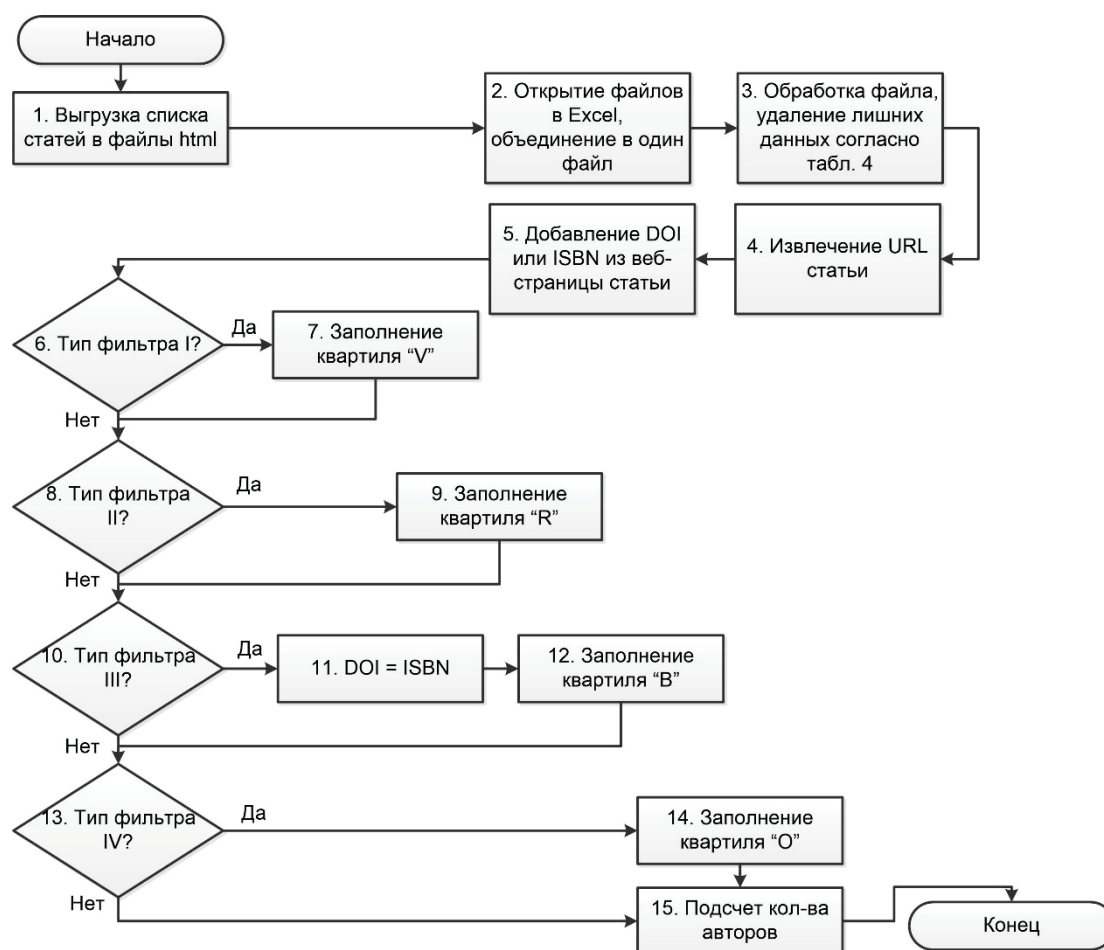 Начало
1. Выгрузка списка
статей в файлы html
2. Открытие файлов
в Excel,
объединение в один
файл
3. Обработка файла,
удаление лишних
данных согласно
табл. 4
4. Извлечение URL
статьи
5. Добавление DOI
или ISBN из веб-
страницы статьи
6. Тип фильтра I?
Да
7. Заполнение
квартиля “V”
Нет
8. Тип фильтра
II?
Да
9. Заполнение
квартиля “R”
Нет
10. Тип фильтра
III?
Да
11. DOI = ISBN
12. Заполнение
квартиля “B”
Нет
13. Тип фильтра
IV?
Да
14. Заполнение
квартиля “O”
Нет
15. Подсчет кол-ва
авторов
Конец